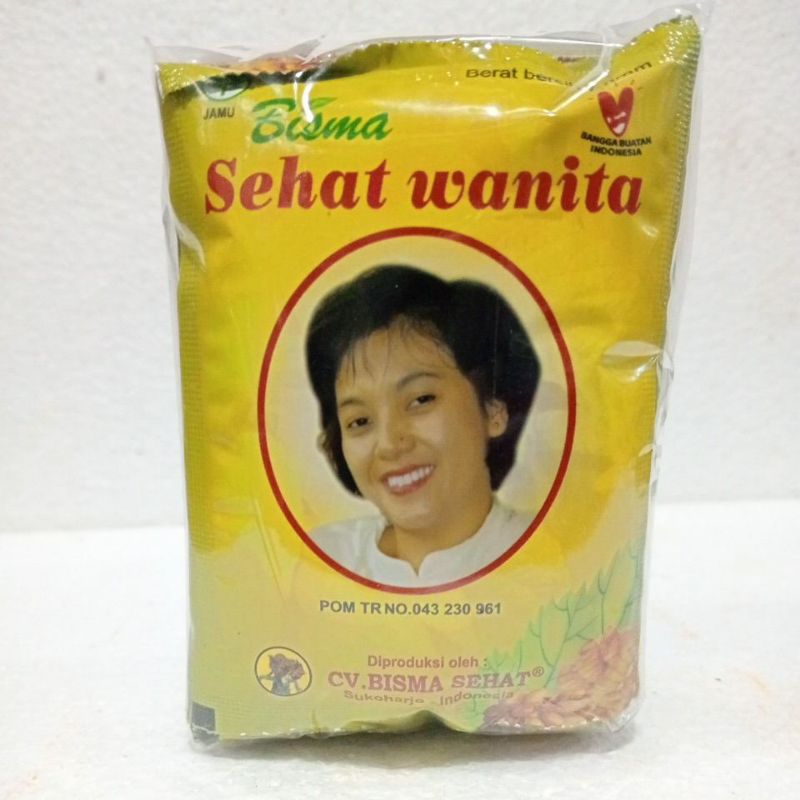 Berat bersih
JAMU
Bisma
BANGGA BUATAN
INDONESIA
Sehat wanita
POM TR NO.043 230 961
Diproduksi oleh :
CV.BISMA SEHAT®
Sukoharjo - Indonesia